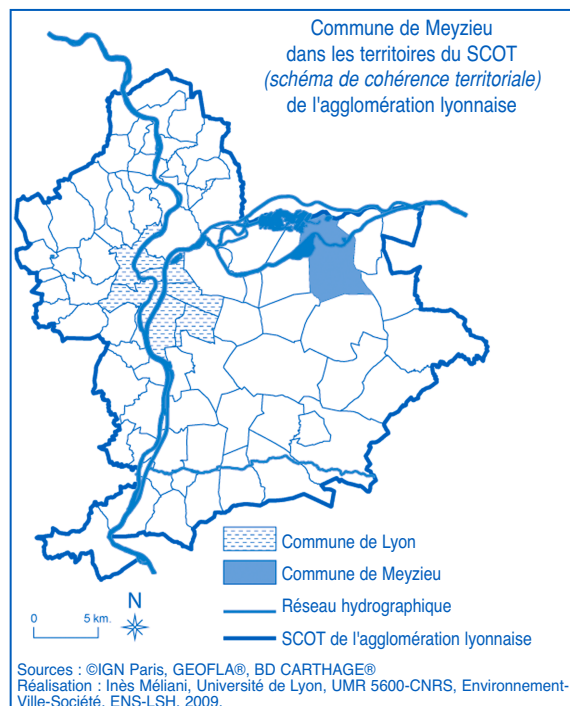 Commune de Meyzieu
dans les territoires du SCOT
(schéma de cohérence territoriale)
de l'agglomération lyonnaise
Commune de Lyon
Commune de Meyzieu
Réseau hydrographique
SCOT de l'agglomération lyonnaise
N
0 5 km.
Sources : ©IGN Paris, GEOFLA®, BD CARTHAGE®
Réalisation : Inès Méliani, Université de Lyon, UMR 5600-CNRS, Environnement-
Ville-Société, ENS-LSH, 2009.